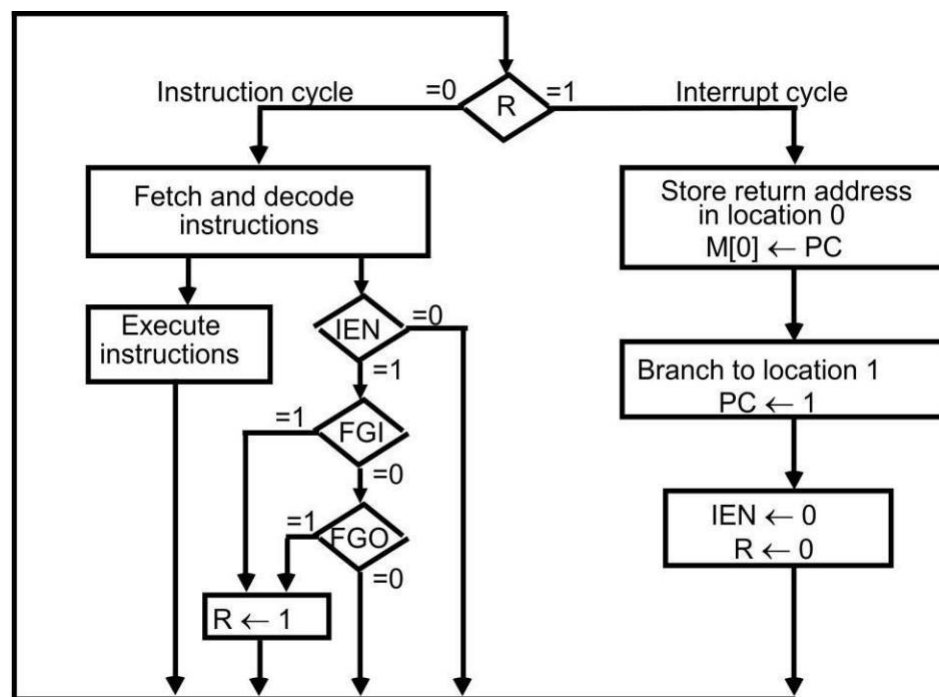 Instruction cycle
=0
R
=1
Interrupt cycle
Fetch and decode
instructions
Store return address
in location 0
M[0] ← PC
Execute
instructions
IEN
=0
=1
Branch to location 1
PC ← 1
=1
FGI
=0
=1
FGO
=0
R ← 1
IEN ← 0
R ← 0